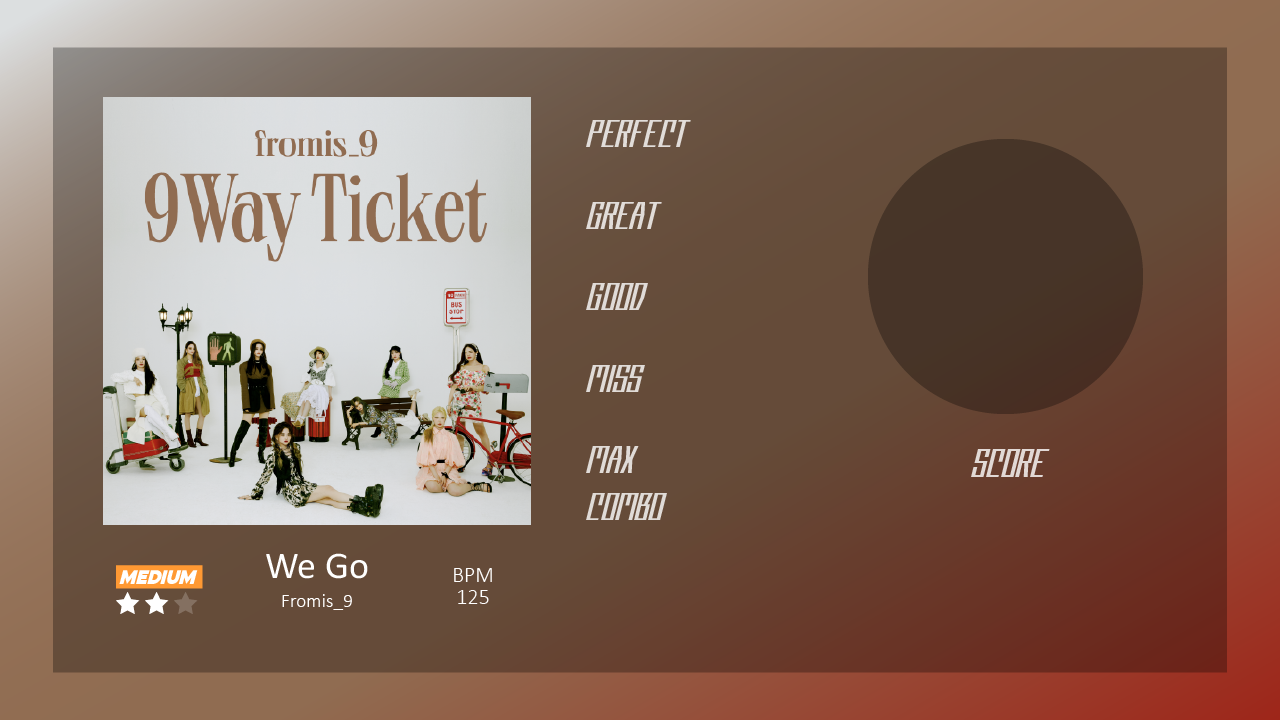 fromis_9
9Way Ticket
BUS
STOP
MEDIUM
We Go
Fromis_9
BPM
125
PERFECT
GREAT
GOOD
MISS
MAX
COMBO
SCORE